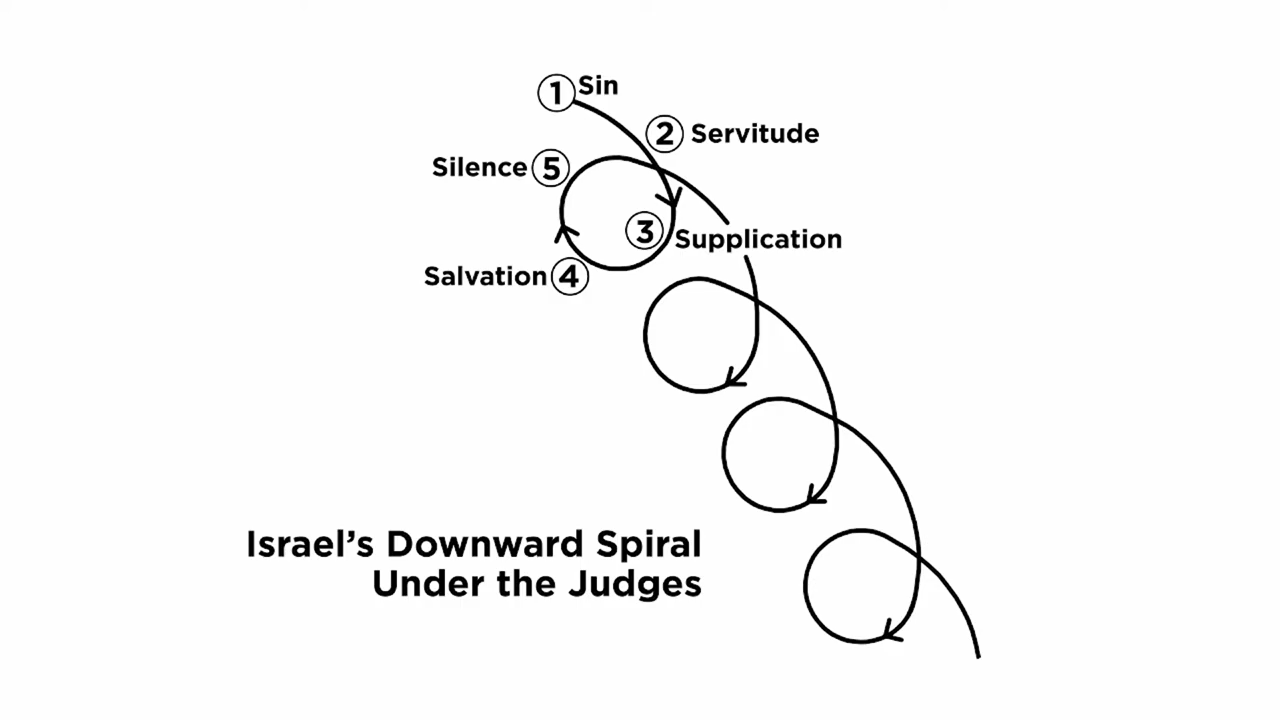 1 Sin
2 Servitude
Silence 5
3 Supplication
Salvation 4
Israel’s Downward Spiral
Under the Judges